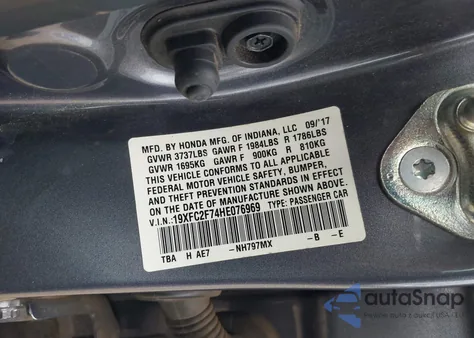 MFD. BY HONDA MFG. OF INDIANA, LLC 09/'17
GVWR 3737LBS GAWR F 1984LBS R 1786LBS
GVWR 1695KG GAWR F 900KG R 810KG
THIS VEHICLE CONFORMS TO ALL APPLICABLE
FEDERAL MOTOR VEHICLE SAFETY, BUMPER,
AND THEFT PREVENTION STANDARDS IN EFFECT
ON THE DATE OF MANUFACTURE SHOWN ABOVE.
V.I.N.:19XFC2F74HE076969 TYPE: PASSENGER CAR
TBA H AE7 -NH797MX -B -E
autoSnap